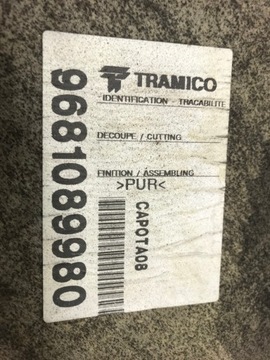 TRAMICO
IDENTIFICATION - TRACABILITE
DECOUPE / CUTTING
FINITION / ASSEMBLING
>PUR<
9681089980
CAPOTA08